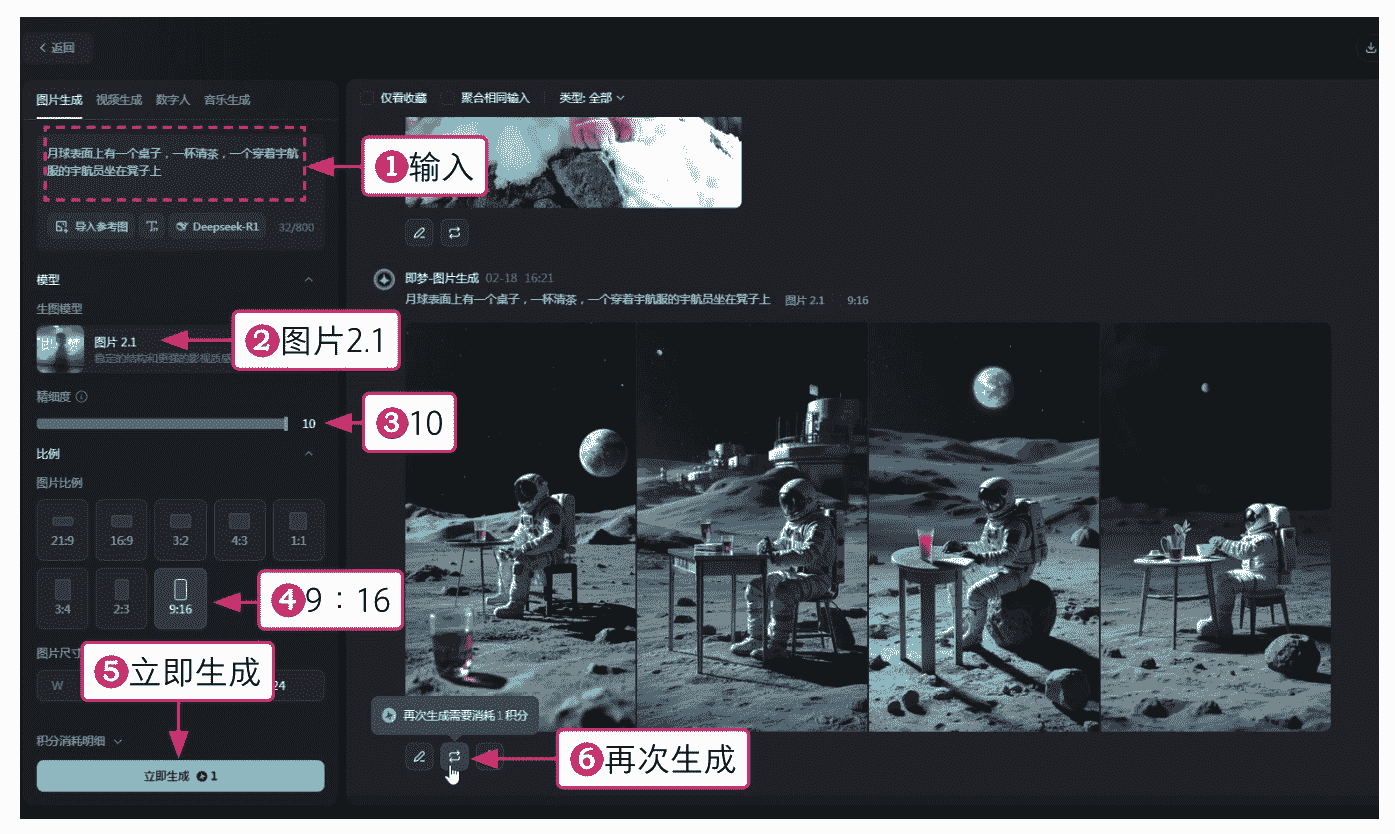 返回
图片生成 视频生成 数字人 音乐生成
月球表面上有一个桌子，一杯清茶，一个穿着宇航
服的宇航员坐在凳子上
导入参考图 Deepseek-R1 32/800
模型
生图模型
图片 2.1
稳定的结构和更强的影视质感
精细度
10
比例
图片比例
21:9 16:9 3:2 4:3 1:1
3:4 2:3 9:16
图片尺寸
W 24
积分消耗明细
立即生成 1
仅看收藏 聚合相同输入 类型: 全部
即梦-图片生成 02-18 16:21
月球表面上有一个桌子，一杯清茶，一个穿着宇航服的宇航员坐在凳子上 图片 2.1 9:16
再次生成需要消耗 1 积分
❶输入
❷图片2.1
❸10
❹9：16
❺立即生成
❻再次生成